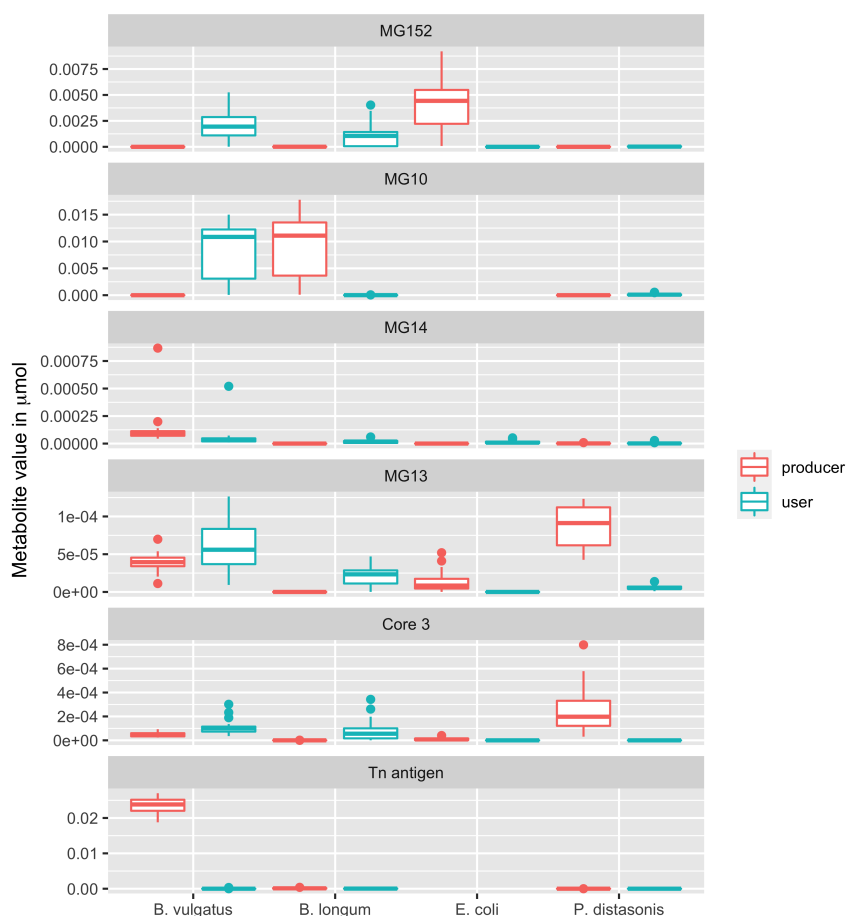 MG152
0.0075
0.0050
0.0025
0.0000
MG10
0.015
0.010
0.005
0.000
MG14
0.00075
0.00050
0.00025
0.00000
MG13
1e-04
5e-05
0e+00
Core 3
8e-04
6e-04
4e-04
2e-04
0e+00
Tn antigen
0.02
0.01
0.00
B. vulgatus B. longum E. coli P. distasonis
Metabolite value in μmol
producer
user